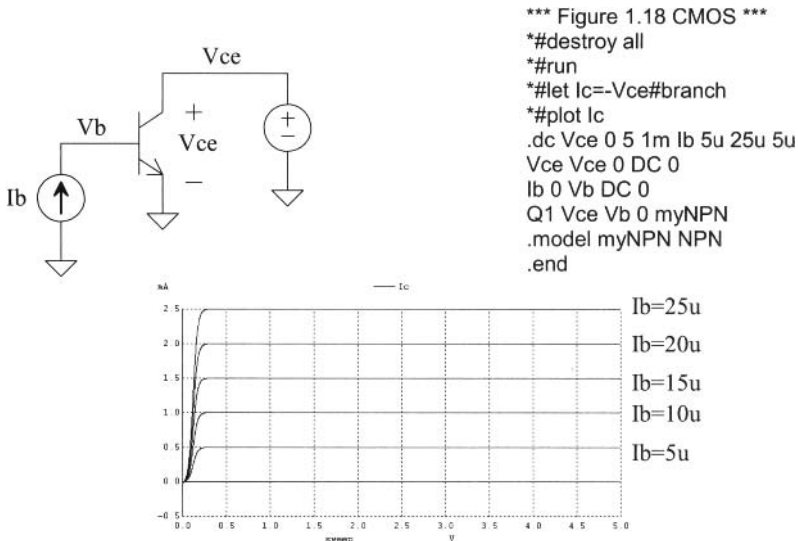 Vce
Vb
+
Vce
−
+
−
Ib
*** Figure 1.18 CMOS ***
*#destroy all
*#run
*#let Ic=-Vce#branch
*#plot Ic
.dc Vce 0 5 1m Ib 5u 25u 5u
Vce Vce 0 DC 0
Ib 0 Vb DC 0
Q1 Vce Vb 0 myNPN
.model myNPN NPN
.end
mA
Ic
2.5
2.0
1.5
1.0
0.5
0.0
-0.5
0.0 0.5 1.0 1.5 2.0 2.5 3.0 3.5 4.0 4.5 5.0
sweep V
Ib=25u
Ib=20u
Ib=15u
Ib=10u
Ib=5u